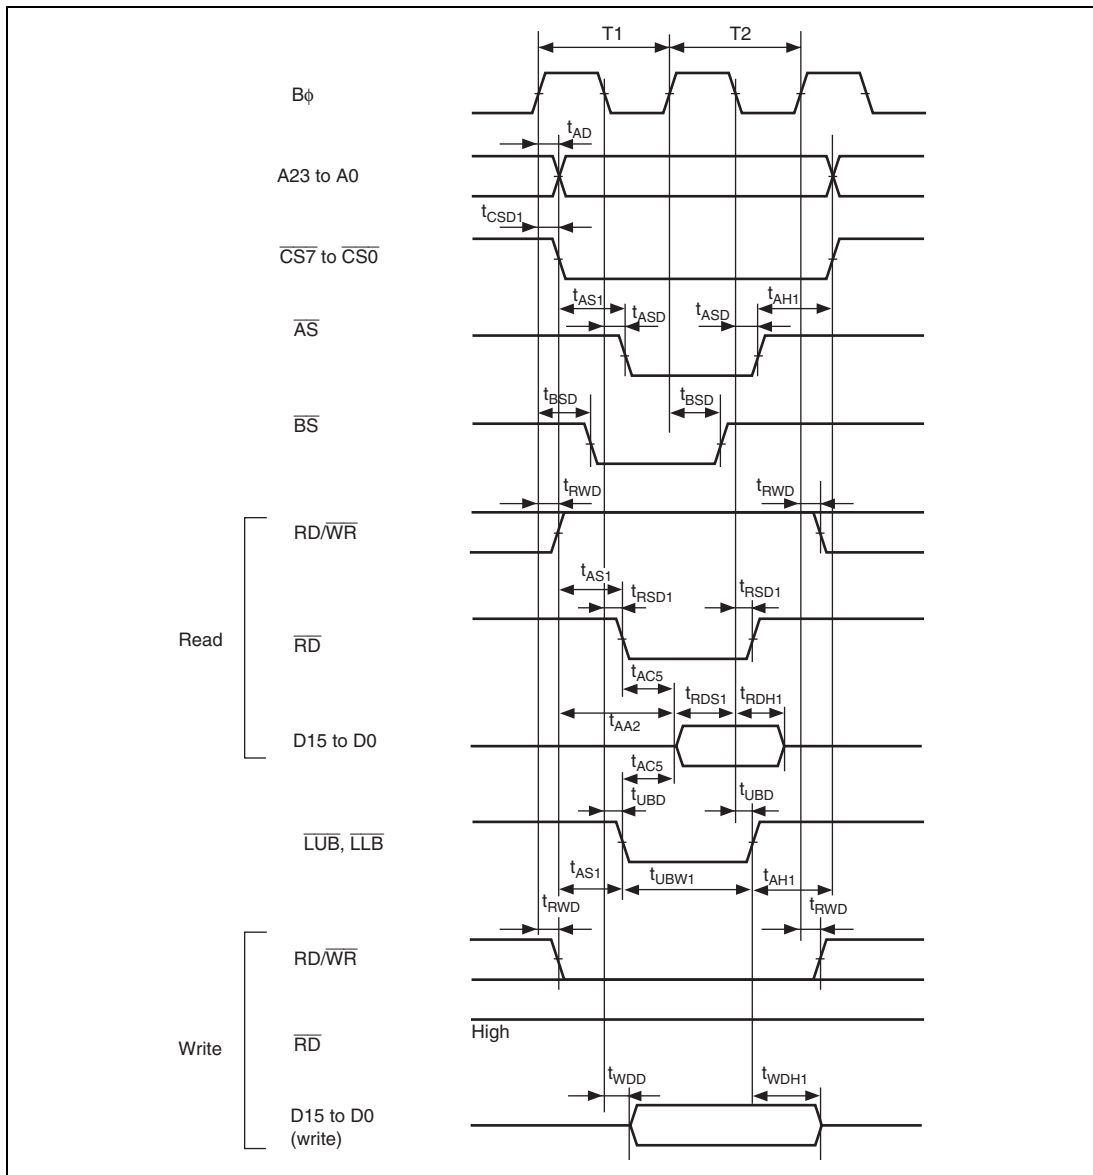 T1 T2
Bφ
tAD
A23 to A0
tCSD1
CS7 to CS0
tAS1 tAH1
tASD tASD
AS
tBSD tBSD
BS
tRWD tRWD
RD/WR
tAS1
tRSD1 tRSD1
Read
RD
tAC5
tRDS1 tRDH1
tAA2
D15 to D0
tAC5
tUBD tUBD
LUB, LLB
tAS1 tUBW1 tAH1
tRWD tRWD
RD/WR
High
Write
RD
tWDD tWDH1
D15 to D0
(write)